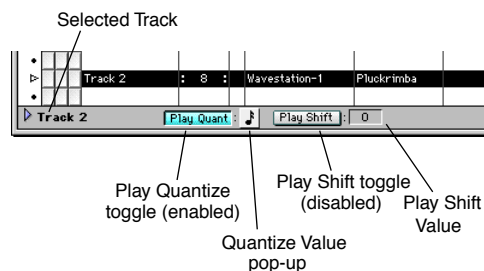 Selected Track
Track 2 : 8 : Wavestation-1 Pluckrimba
Track 2 Play Quant : Play Shift : 0
Play Quantize
toggle (enabled)
Quantize Value
pop-up
Play Shift toggle
(disabled)
Play Shift
Value